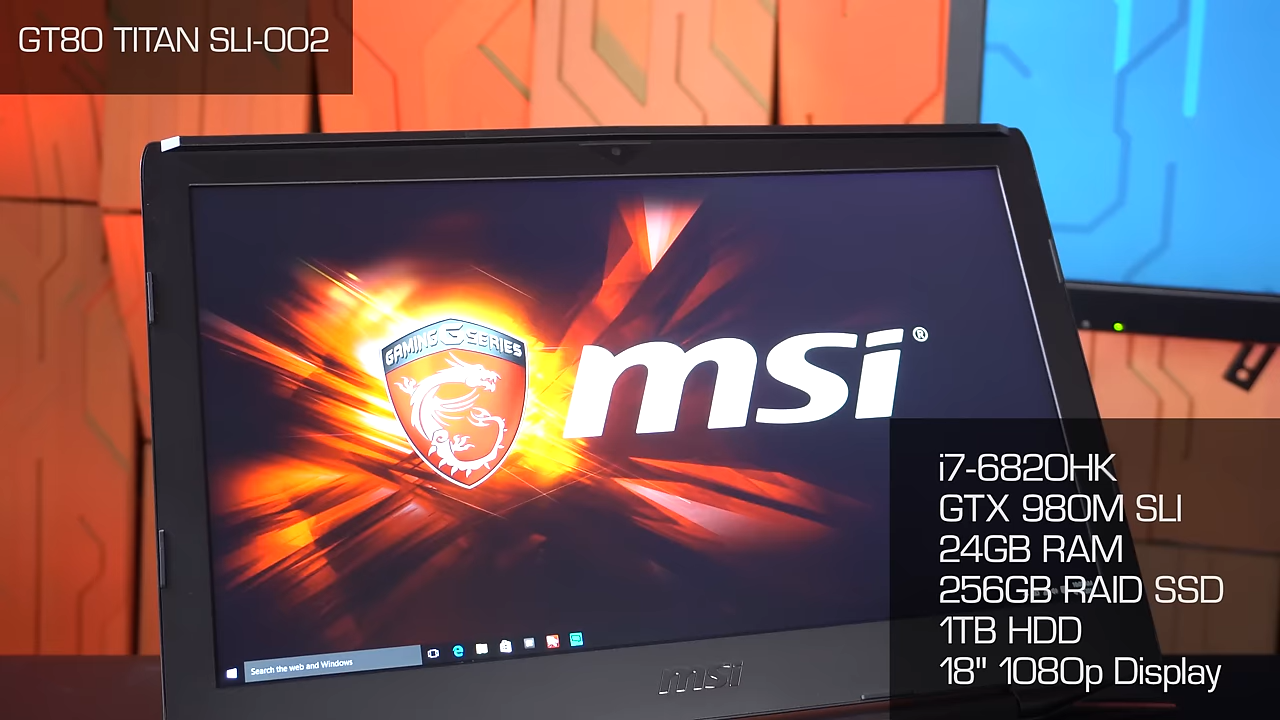 GT80 TITAN SLI-002
GAMING G SERIES
msi®
i7-6820HK
GTX 980M SLI
24GB RAM
256GB RAID SSD
1TB HDD
18" 1080p Display
Search the web and Windows
msi